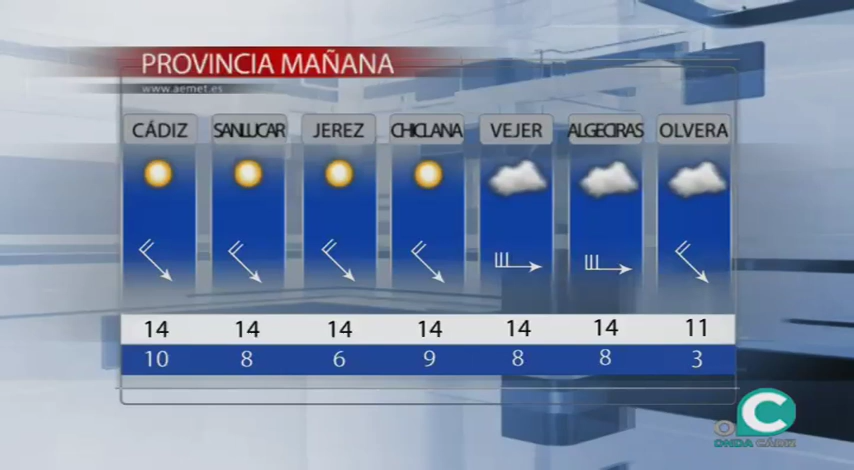 PROVINCIA MAÑANA
www.aemet.es
CÁDIZ SANLUCAR JEREZ CHICLANA VEJER ALGECIRAS OLVERA
14 14 14 14 14 14 11
10 8 6 9 8 8 3
C
ONDA CÁDIZ